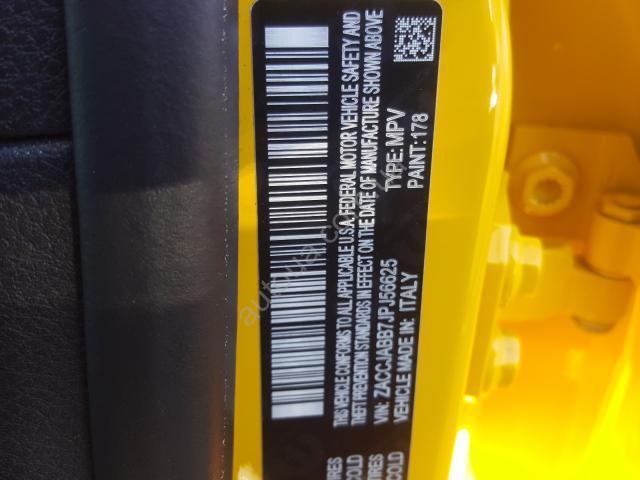 THIS VEHICLE CONFORMS TO ALL APPLICABLE U.S.A. FEDERAL MOTOR VEHICLE SAFETY AND
THEFT PREVENTION STANDARDS IN EFFECT ON THE DATE OF MANUFACTURE SHOWN ABOVE
VIN: ZACCJABB7JPJ56625 TYPE: MPV
VEHICLE MADE IN: ITALY PAINT: 178